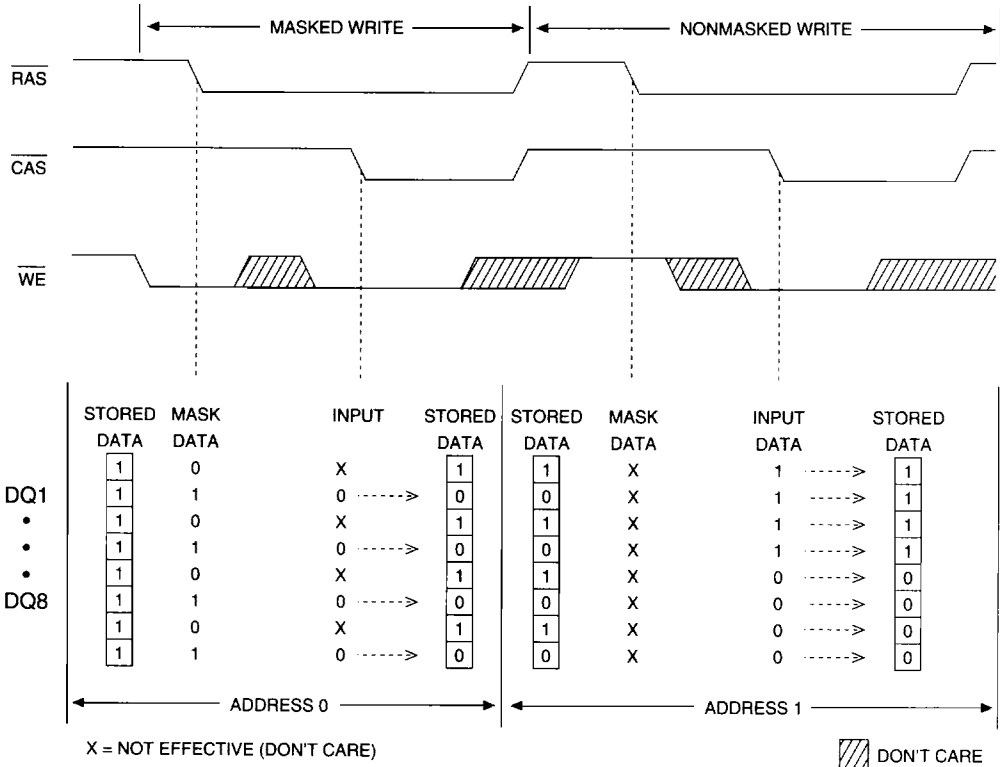 MASKED WRITE NONMASKED WRITE
RAS
CAS
WE
STORED MASK INPUT STORED STORED MASK INPUT STORED
DATA DATA DATA DATA DATA DATA DATA
1 0 X 1 1 X 1 1
DQ1 1 1 0 0 0 X 1 1
• 1 0 X 1 1 X 1 1
• 1 1 0 0 0 X 1 1
• 1 0 X 1 1 X 0 0
DQ8 1 1 0 0 0 X 0 0
1 0 X 1 1 X 0 0
1 1 0 0 0 X 0 0
ADDRESS 0 ADDRESS 1
X = NOT EFFECTIVE (DON'T CARE) DON'T CARE